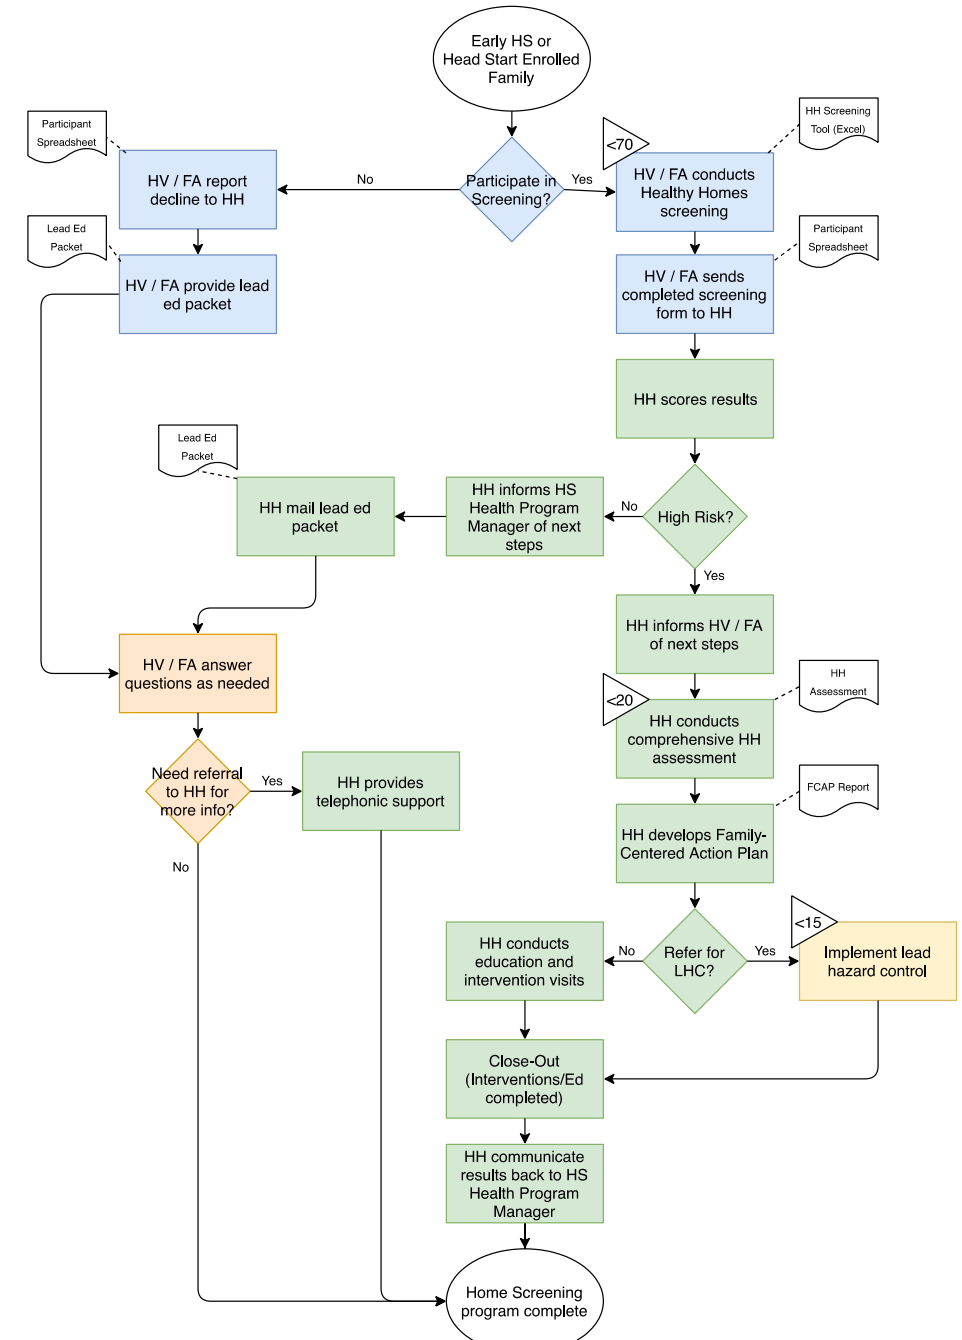 Early HS or
Head Start Enrolled
Family
Participant
Spreadsheet
HH Screening
Tool (Excel)
<70
HV / FA report
decline to HH
No
Participate in
Screening?
Yes
HV / FA conducts
Healthy Homes
screening
Lead Ed
Packet
Participant
Spreadsheet
HV / FA provide lead
ed packet
HV / FA sends
completed screening
form to HH
HH scores results
Lead Ed
Packet
HH mail lead ed
packet
HH informs HS
Health Program
Manager of next
steps
No
High Risk?
Yes
HH informs HV / FA
of next steps
HV / FA answer
questions as needed
<20
HH
Assessment
HH conducts
comprehensive HH
assessment
Need referral
to HH for
more info?
Yes
HH provides
telephonic support
FCAP Report
HH develops Family-
Centered Action Plan
No
<15
HH conducts
education and
intervention visits
No
Refer for
LHC?
Yes
Implement lead
hazard control
Close-Out
(Interventions/Ed
completed)
HH communicate
results back to HS
Health Program
Manager
Home Screening
program complete